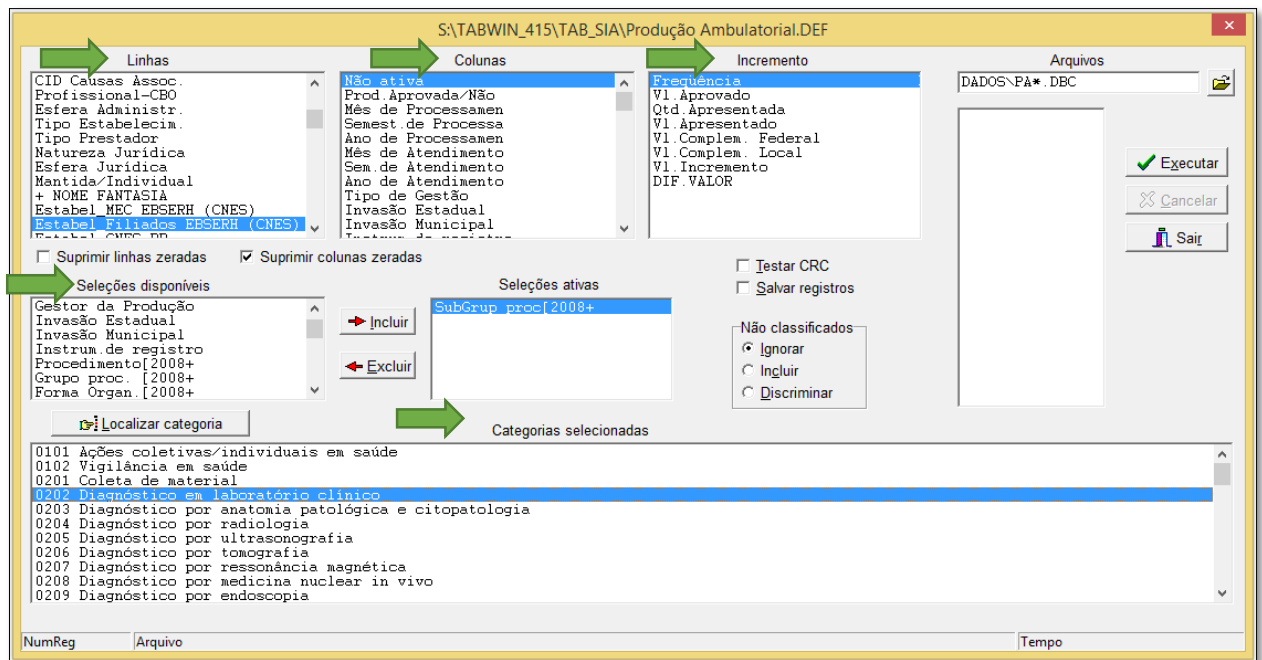 S:\TABWIN_415\TAB_SIA\Produção Ambulatorial.DEF
Linhas
CID Causas Assoc.
Profissional-CBO
Esfera Administr.
Tipo Estabelecim.
Tipo Prestador
Natureza Jurídica
Esfera Jurídica
Mantida/Individual
+ NOME FANTASIA
Estabel_MEC EBSERH (CNES)
Estabel_Filiados EBSERH (CNES)
Colunas
Não ativa
Prod.Aprovada/Não
Mês de Processamen
Semest.de Processa
Ano de Processamen
Mês de Atendimento
Sem.de Atendimento
Ano de Atendimento
Tipo de Gestão
Invasão Estadual
Invasão Municipal
Instrum.de registro
Incremento
Freqüência
Vl.Aprovado
Qtd.Apresentada
Vl.Apresentado
Vl.Complem. Federal
Vl.Complem. Local
Vl.Incremento
DIF.VALOR
Arquivos
DADOS\PA*.DBC
Executar
Cancelar
Sair
Suprimir linhas zeradas
Suprimir colunas zeradas
Seleções disponíveis
Gestor da Produção
Invasão Estadual
Invasão Municipal
Instrum.de registro
Procedimento[2008+
Grupo proc. [2008+
Forma Organ.[2008+
Incluir
Excluir
Seleções ativas
SubGrup proc[2008+
Testar CRC
Salvar registros
Não classificados
Ignorar
Incluir
Discriminar
Localizar categoria
Categorias selecionadas
0101 Ações coletivas/individuais em saúde
0102 Vigilância em saúde
0201 Coleta de material
0202 Diagnóstico em laboratório clínico
0203 Diagnóstico por anatomia patológica e citopatologia
0204 Diagnóstico por radiologia
0205 Diagnóstico por ultrasonografia
0206 Diagnóstico por tomografia
0207 Diagnóstico por ressonância magnética
0208 Diagnóstico por medicina nuclear in vivo
0209 Diagnóstico por endoscopia
NumReg
Arquivo
Tempo